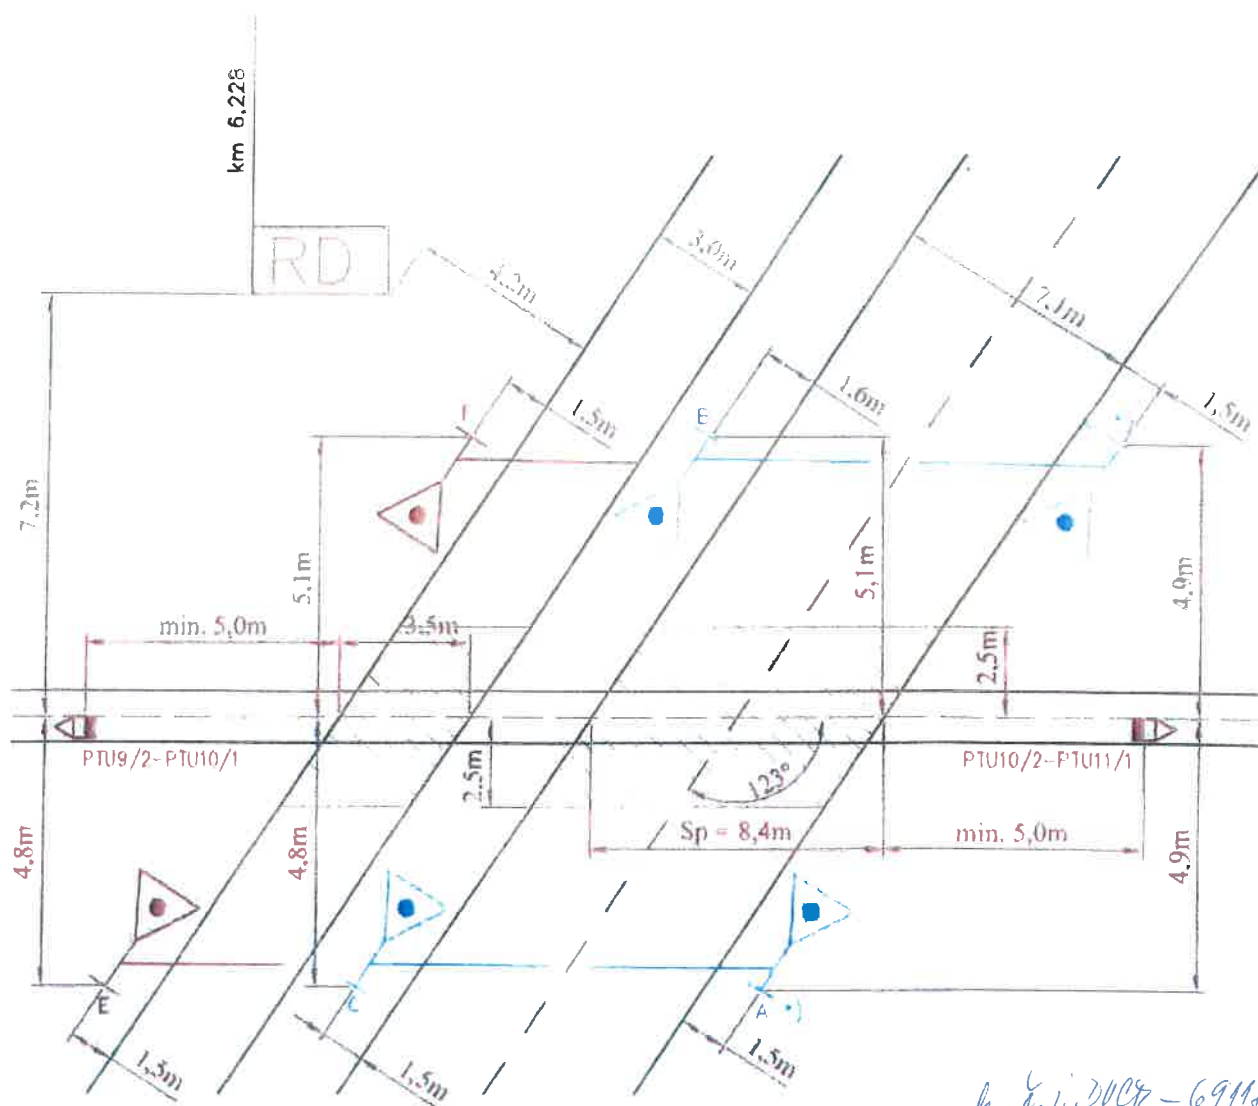 km 6,228
RD
4,2m
3,0m
7,1m
1,5m
1,6m
1,5m
B
7,2m
5,1m
5,1m
4,9m
min. 5,0m
3,5m
2,5m
PTU9/2-PTU10/1
PTU10/2-PTU11/1
2,5m
123°
Sp = 8,4m
min. 5,0m
4,8m
4,8m
4,9m
E
C
A
1,5m
1,5m
1,5m